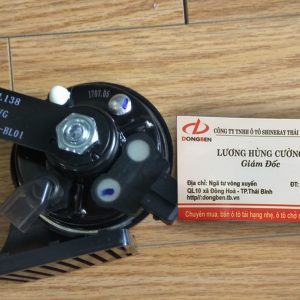 L138
VG
-BL01
1707.06
DONGBEN
CÔNG TY TNHH Ô TÔ SHINERAY THÁI
LƯƠNG HÙNG CƯỜNG
Giám Đốc
Địa chỉ: Ngã tư vòng xuyến
QL10 xã Đông Hoà - TP.Thái Bình
http//:dongben.tb.vn
ĐT:
Chuyên mua, bán ô tô tải hạng nhẹ, ô tô chở